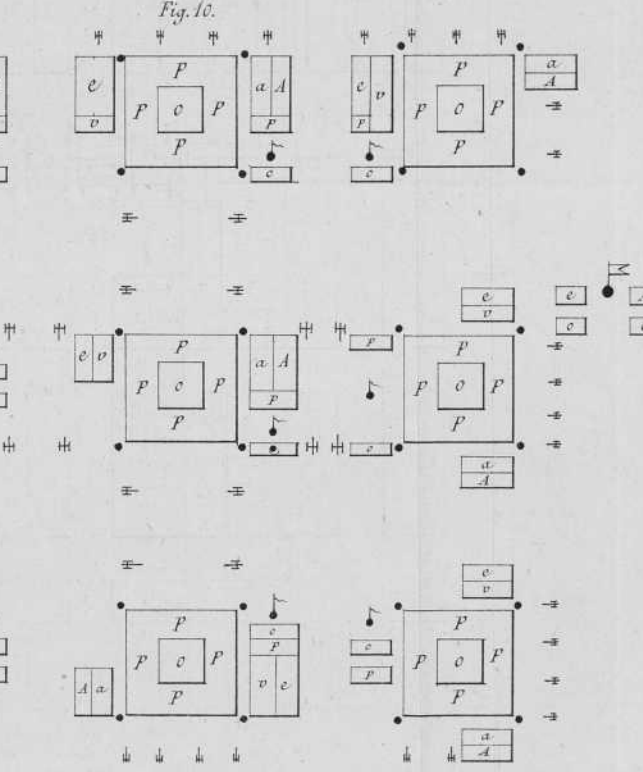 Fig. 10.
e P a A e P a
v P o P P P v P o P A
P p P
o o
e
v e M
e v P a A P P o
P o P P P o P
P P
o o
a
A
e
v
P o P o P
P o P P o P o P
A a P v e P P
a
A